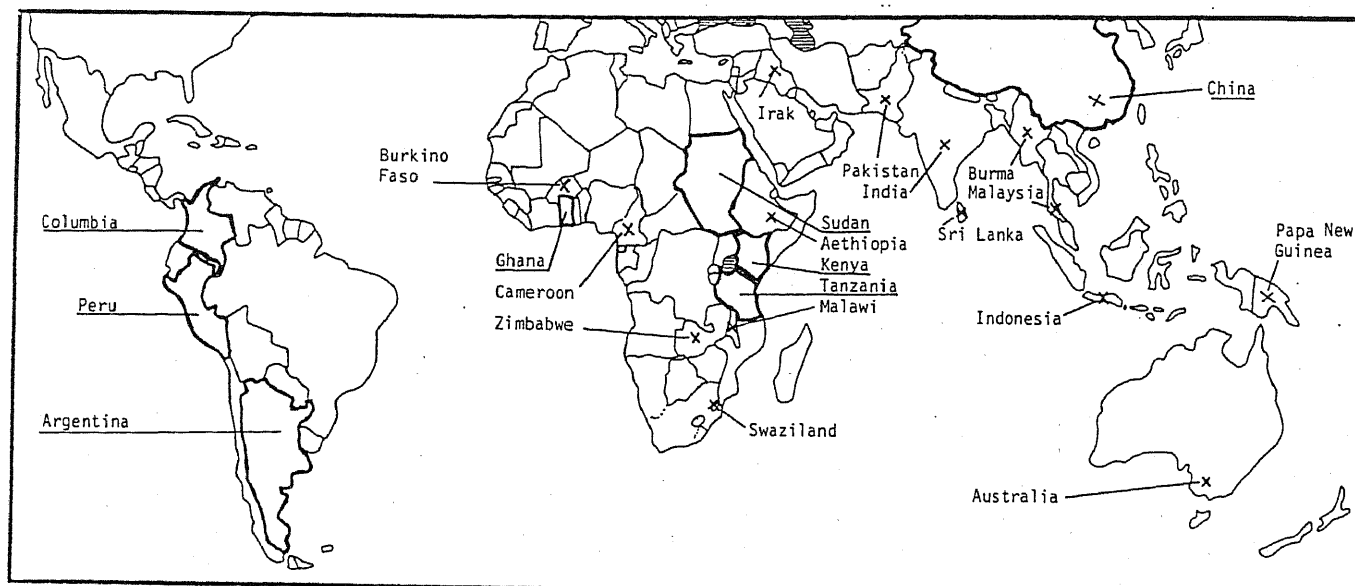 Columbia
Peru
Argentina
Burkino
Faso
Ghana
Cameroon
Zimbabwe
Swaziland
Sudan
Aethiopia
Kenya
Tanzania
Malawi
Irak
Pakistan
India
Sri Lanka
Burma
Malaysia
China
Indonesia
Papa New
Guinea
Australia